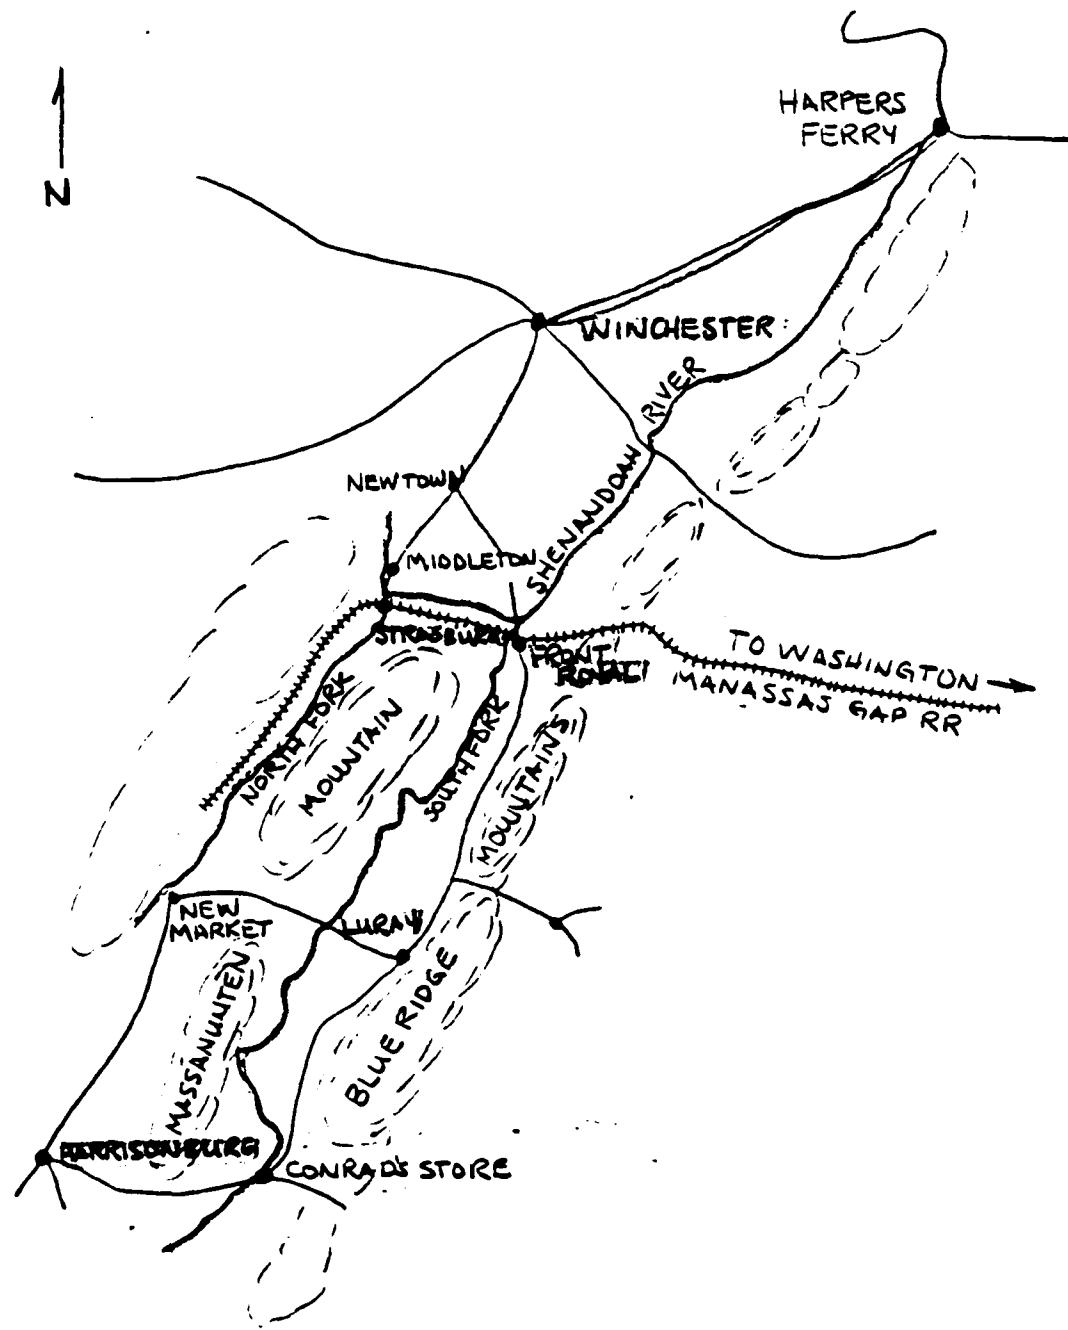 HARPERS
FERRY
N
WINCHESTER
RIVER
SHENANDOAH
NEWTOWN
MIDDLETON
STRASBURG
FRONT
ROYAL
TO WASHINGTON
MANASSAS GAP RR
NORTH FORK
MOUNTAIN
SOUTH FORK
MOUNTAINS
NEW
MARKET
LURAY
MASSANUNTEN
BLUE RIDGE
HARRISONBURG
CONRAD'S STORE